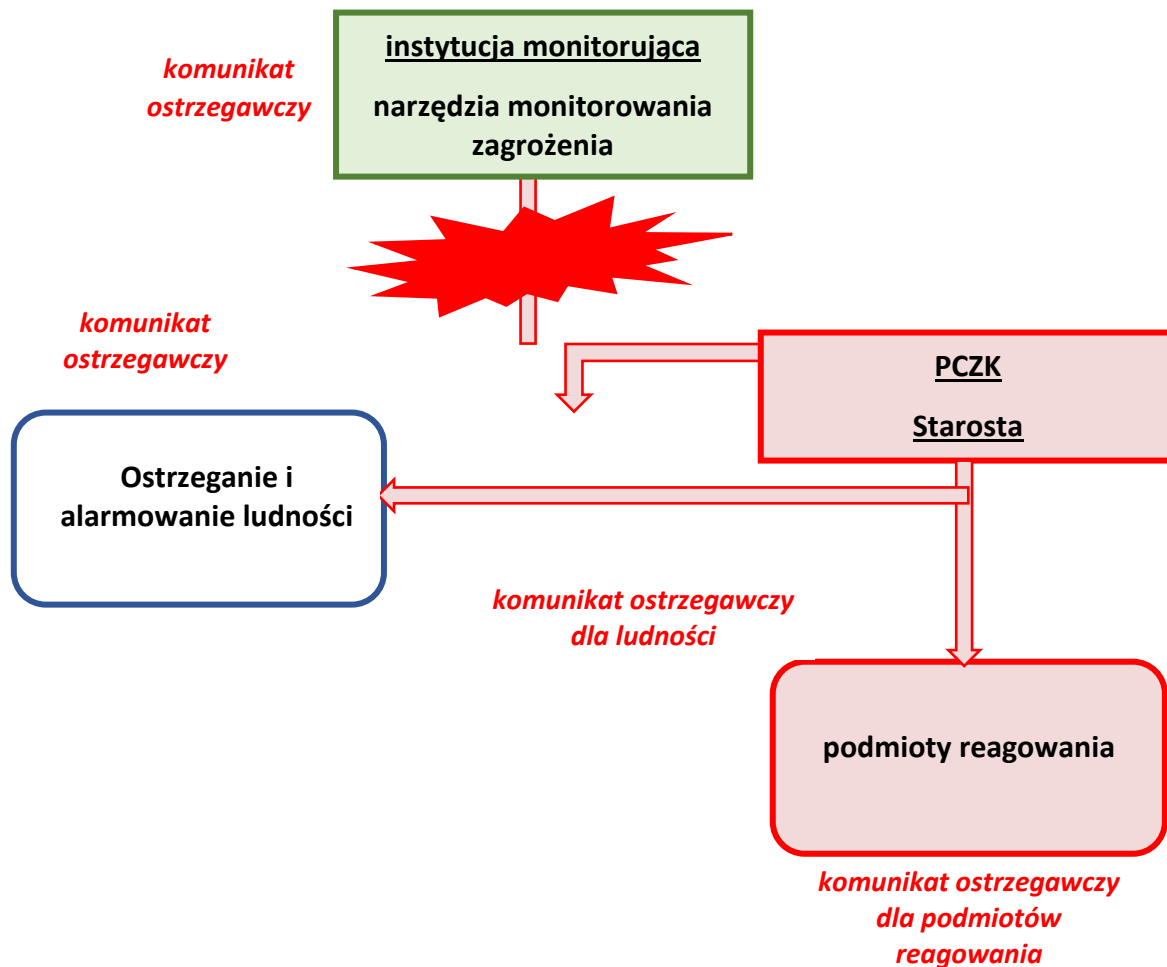 instytucja monitorująca
narzędzia monitorowania
zagrożenia
komunikat
ostrzegawczy
komunikat
ostrzegawczy
PCZK
Starosta
Ostrzeganie i
alarmowanie ludności
komunikat ostrzegawczy
dla ludności
podmioty reagowania
komunikat ostrzegawczy
dla podmiotów
reagowania